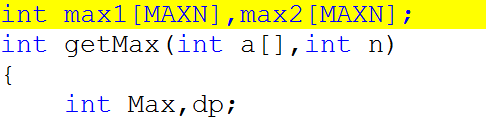 int max1[MAXN],max2[MAXN];
int getMax(int a[],int n)
{
    int Max,dp;